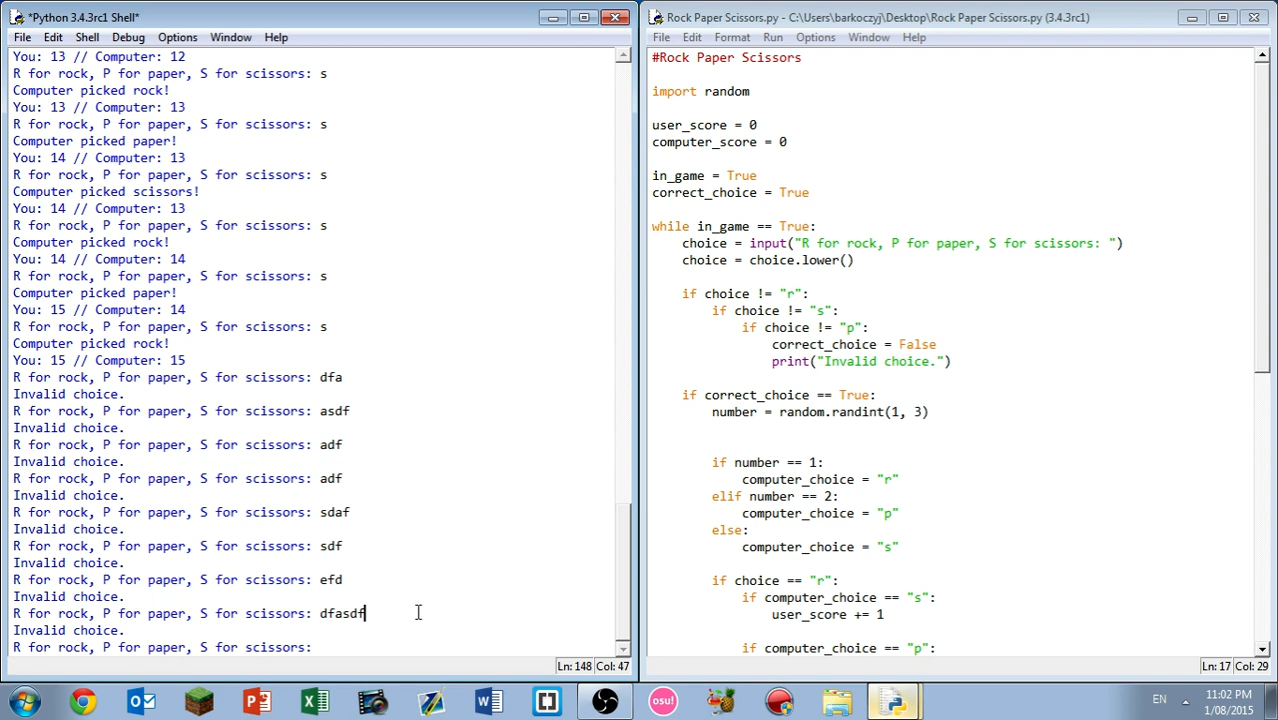 *Python 3.4.3rc1 Shell*
File Edit Shell Debug Options Window Help
You: 13 // Computer: 12
R for rock, P for paper, S for scissors: s
Computer picked rock!
You: 13 // Computer: 13
R for rock, P for paper, S for scissors: s
Computer picked paper!
You: 14 // Computer: 13
R for rock, P for paper, S for scissors: s
Computer picked scissors!
You: 14 // Computer: 13
R for rock, P for paper, S for scissors: s
Computer picked rock!
You: 14 // Computer: 14
R for rock, P for paper, S for scissors: s
Computer picked paper!
You: 15 // Computer: 14
R for rock, P for paper, S for scissors: s
Computer picked rock!
You: 15 // Computer: 15
R for rock, P for paper, S for scissors: dfa
Invalid choice.
R for rock, P for paper, S for scissors: asdf
Invalid choice.
R for rock, P for paper, S for scissors: adf
Invalid choice.
R for rock, P for paper, S for scissors: adf
Invalid choice.
R for rock, P for paper, S for scissors: sdaf
Invalid choice.
R for rock, P for paper, S for scissors: sdf
Invalid choice.
R for rock, P for paper, S for scissors: efd
Invalid choice.
R for rock, P for paper, S for scissors: dfasdf
Invalid choice.
R for rock, P for paper, S for scissors:
Ln: 148 Col: 47
Rock Paper Scissors.py - C:\Users\barkoczyj\Desktop\Rock Paper Scissors.py (3.4.3rc1)
File Edit Format Run Options Window Help
#Rock Paper Scissors
import random
user_score = 0
computer_score = 0
in_game = True
correct_choice = True
while in_game == True:
choice = input("R for rock, P for paper, S for scissors: ")
choice = choice.lower()
if choice != "r":
if choice != "s":
if choice != "p":
correct_choice = False
print("Invalid choice.")
if correct_choice == True:
number = random.randint(1, 3)
if number == 1:
computer_choice = "r"
elif number == 2:
computer_choice = "p"
else:
computer_choice = "s"
if choice == "r":
if computer_choice == "s":
user_score += 1
if computer_choice == "p":
Ln: 17 Col: 29
osu!
EN
11:02 PM
1/08/2015